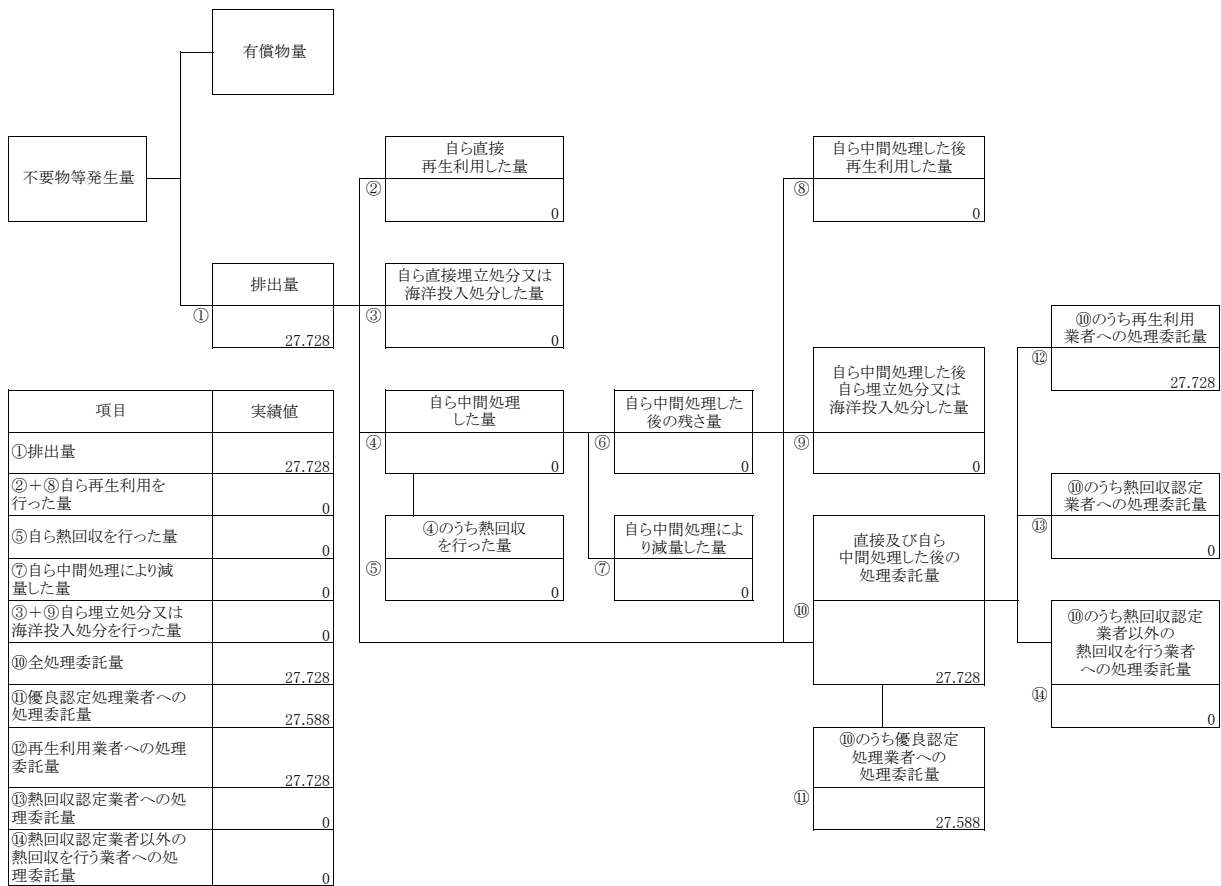 有償物量
不要物等発生量
自ら直接
再生利用した量
②
0
自ら中間処理した後
再生利用した量
⑧
0
排出量
①
27.728
自ら直接埋立処分又は
海洋投入処分した量
③
0
⑩のうち再生利用
業者への処理委託量
⑫
27.728
自ら中間処理
した量
④
0
自ら中間処理した
後の残さ量
⑥
0
自ら中間処理した後
自ら埋立処分又は
海洋投入処分した量
⑨
0
⑩のうち熱回収認定
業者への処理委託量
⑬
0
④のうち熱回収
を行った量
⑤
0
自ら中間処理によ
り減量した量
⑦
0
直接及び自ら
中間処理した後の
処理委託量
⑩
27.728
⑩のうち熱回収認定
業者以外の
熱回収を行う業者
への処理委託量
⑭
0
⑩のうち優良認定
処理業者への
処理委託量
⑪
27.588
項目 実績値
①排出量
27.728
②＋⑧自ら再生利用を
行った量
0
⑤自ら熱回収を行った量
0
⑦自ら中間処理により減
量した量
0
③＋⑨自ら埋立処分又は
海洋投入処分を行った量
0
⑩全処理委託量
27.728
⑪優良認定処理業者への
処理委託量
27.588
⑫再生利用業者への処理
委託量
27.728
⑬熱回収認定業者への処
理委託量
0
⑭熱回収認定業者以外の
熱回収を行う業者への処
理委託量
0